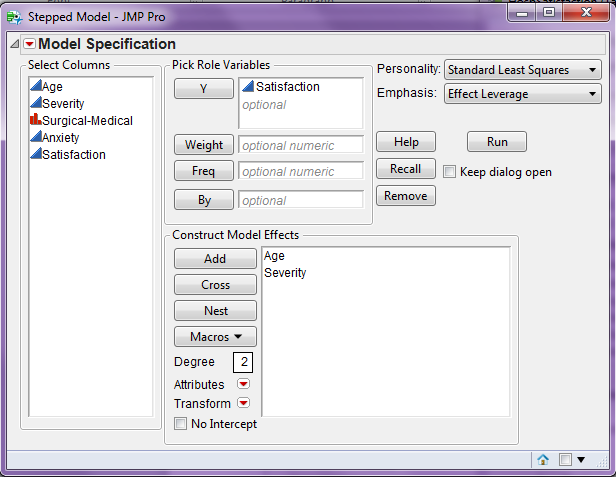 Stepped Model - JMP Pro
Model Specification
Select Columns
Age
Severity
Surgical-Medical
Anxiety
Satisfaction
Pick Role Variables
Y
Satisfaction
optional
Weight
optional numeric
Freq
optional numeric
By
optional
Personality:
Standard Least Squares
Emphasis:
Effect Leverage
Help
Run
Recall
Keep dialog open
Remove
Construct Model Effects
Add
Cross
Nest
Macros
Degree
2
Attributes
Transform
No Intercept
Age
Severity